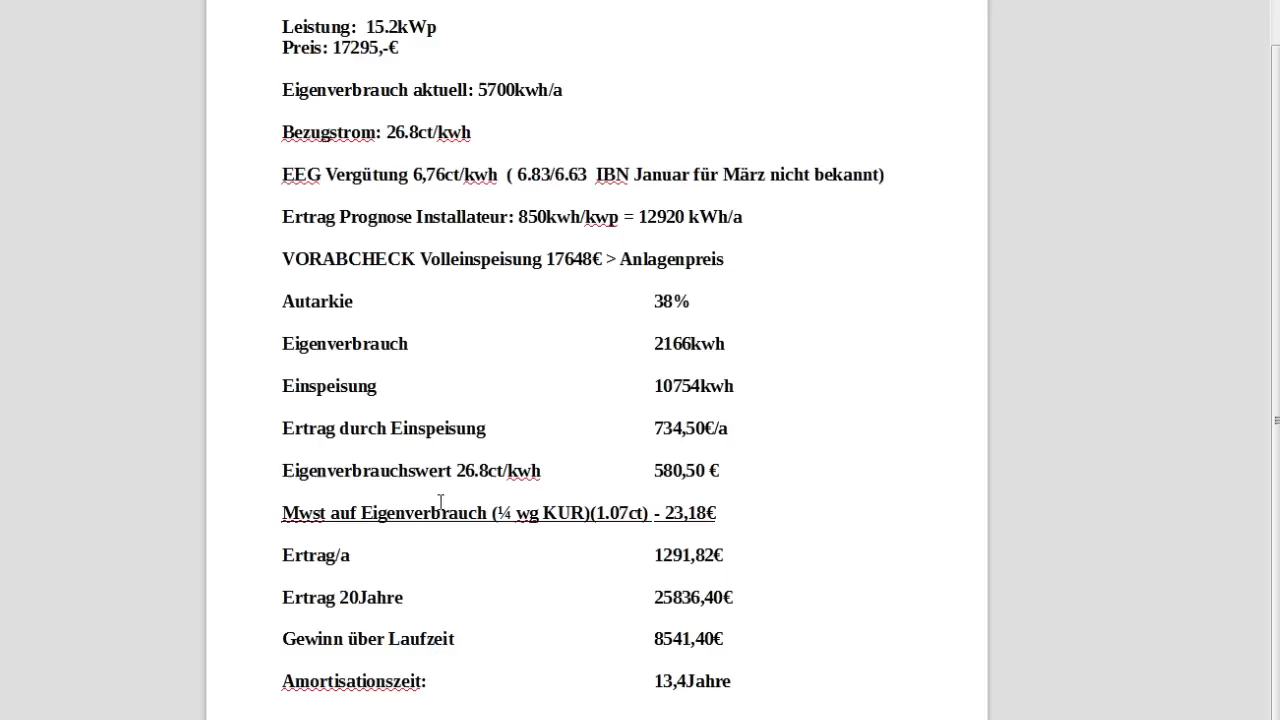 Leistung:  15.2kWp
Preis: 17295,-€
Eigenverbrauch aktuell: 5700kwh/a
Bezugstrom: 26.8ct/kwh
EEG Vergütung 6,76ct/kwh  ( 6.83/6.63  IBN Januar für März nicht bekannt)
Ertrag Prognose Installateur: 850kwh/kwp = 12920 kWh/a
VORABCHECK Volleinspeisung 17648€ > Anlagenpreis
Autarkie 38%
Eigenverbrauch 2166kwh
Einspeisung 10754kwh
Ertrag durch Einspeisung 734,50€/a
Eigenverbrauchswert 26.8ct/kwh 580,50 €
Mwst auf Eigenverbrauch (¼ wg KUR)(1.07ct) - 23,18€
Ertrag/a 1291,82€
Ertrag 20Jahre 25836,40€
Gewinn über Laufzeit 8541,40€
Amortisationszeit: 13,4Jahre